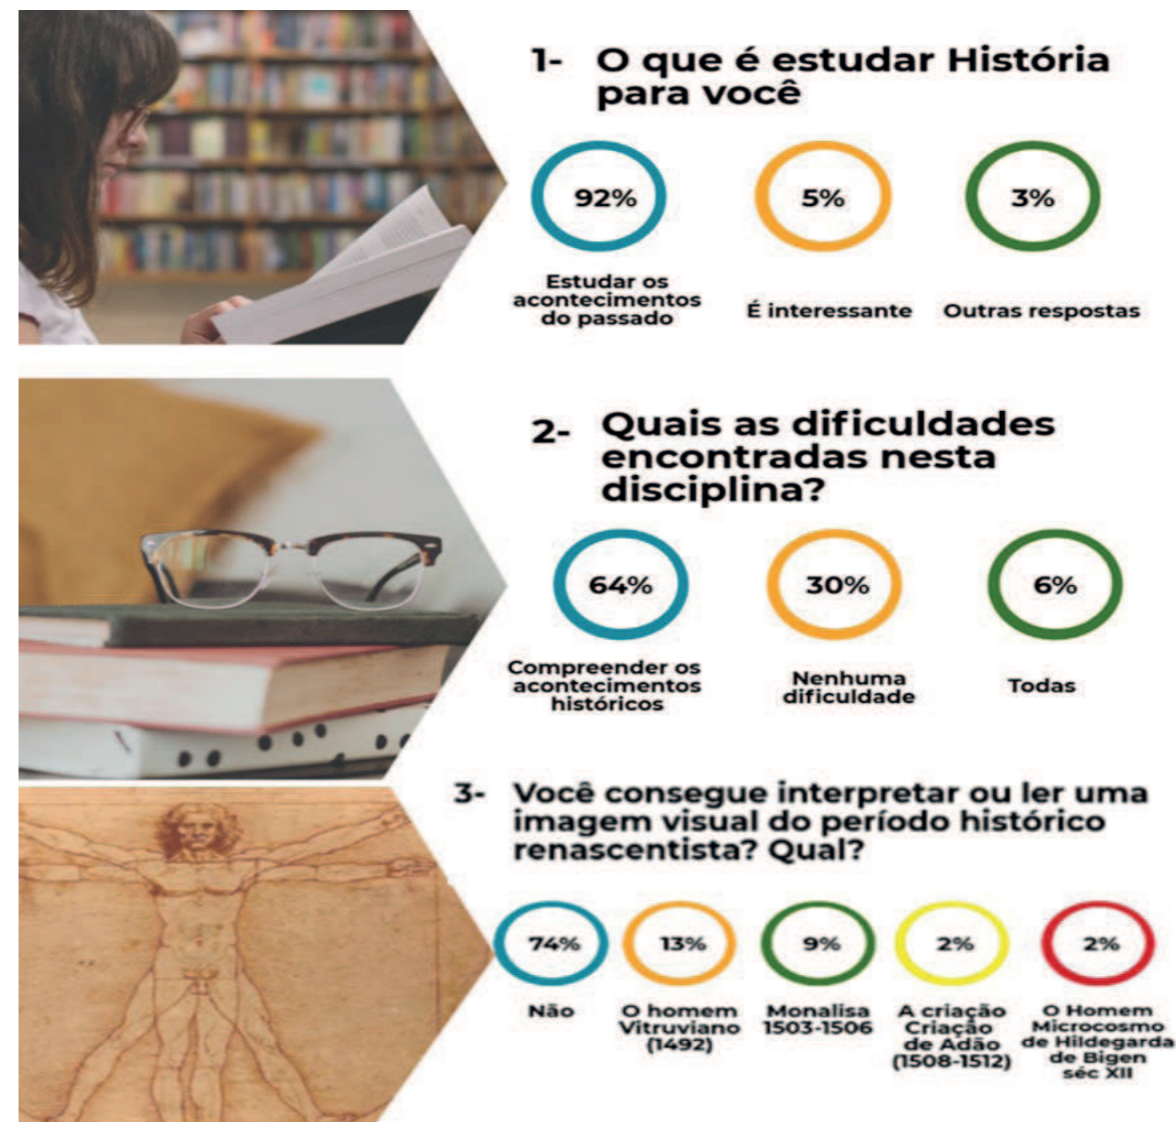 1- O que é estudar História
para você
92%
5%
3%
Estudar os
acontecimentos
do passado
É interessante
Outras respostas
2- Quais as dificuldades
encontradas nesta
disciplina?
64%
30%
6%
Compreender os
acontecimentos
históricos
Nenhuma
dificuldade
Todas
3- Você consegue interpretar ou ler uma
imagem visual do período histórico
renascentista? Qual?
74%
13%
9%
2%
2%
Não
O homem
Vitruviano
(1492)
Monalisa
1503-1506
A criação
Criação
de Adão
(1508-1512)
O Homem
Microcosmo
de Hildegarda
de Bigen
séc XII